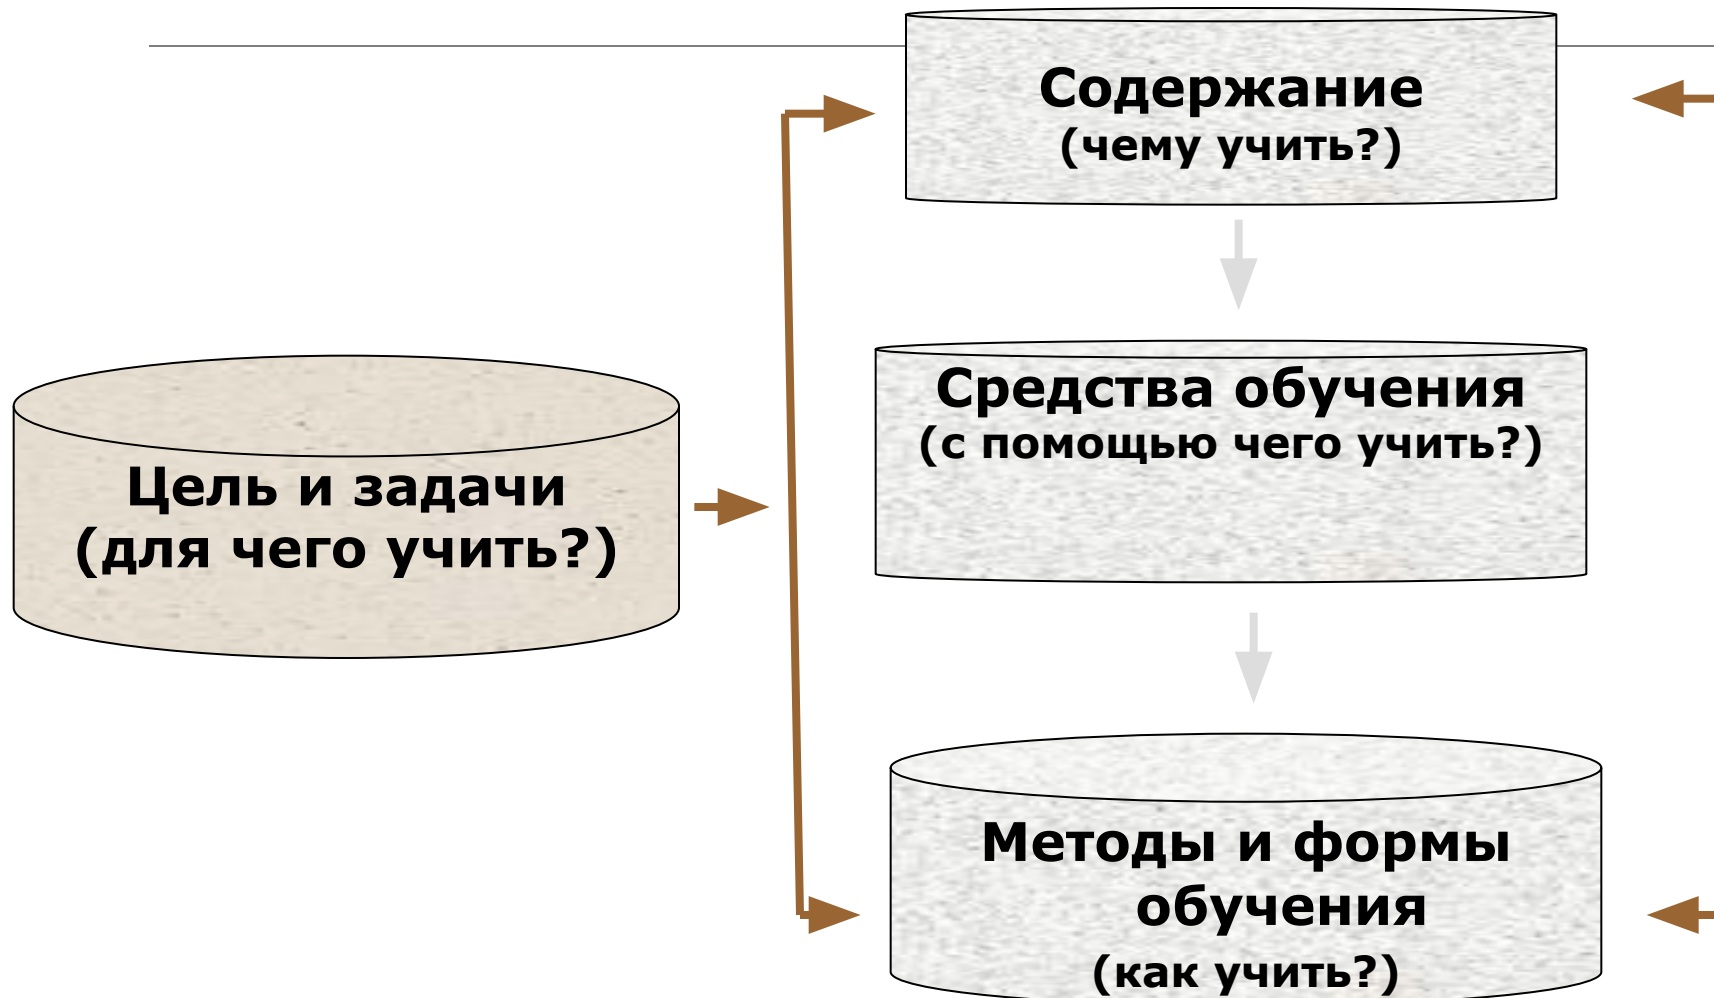 Содержание
(чему учить?)
Средства обучения
(с помощью чего учить?)
Цель и задачи
(для чего учить?)
Методы и формы
обучения
(как учить?)